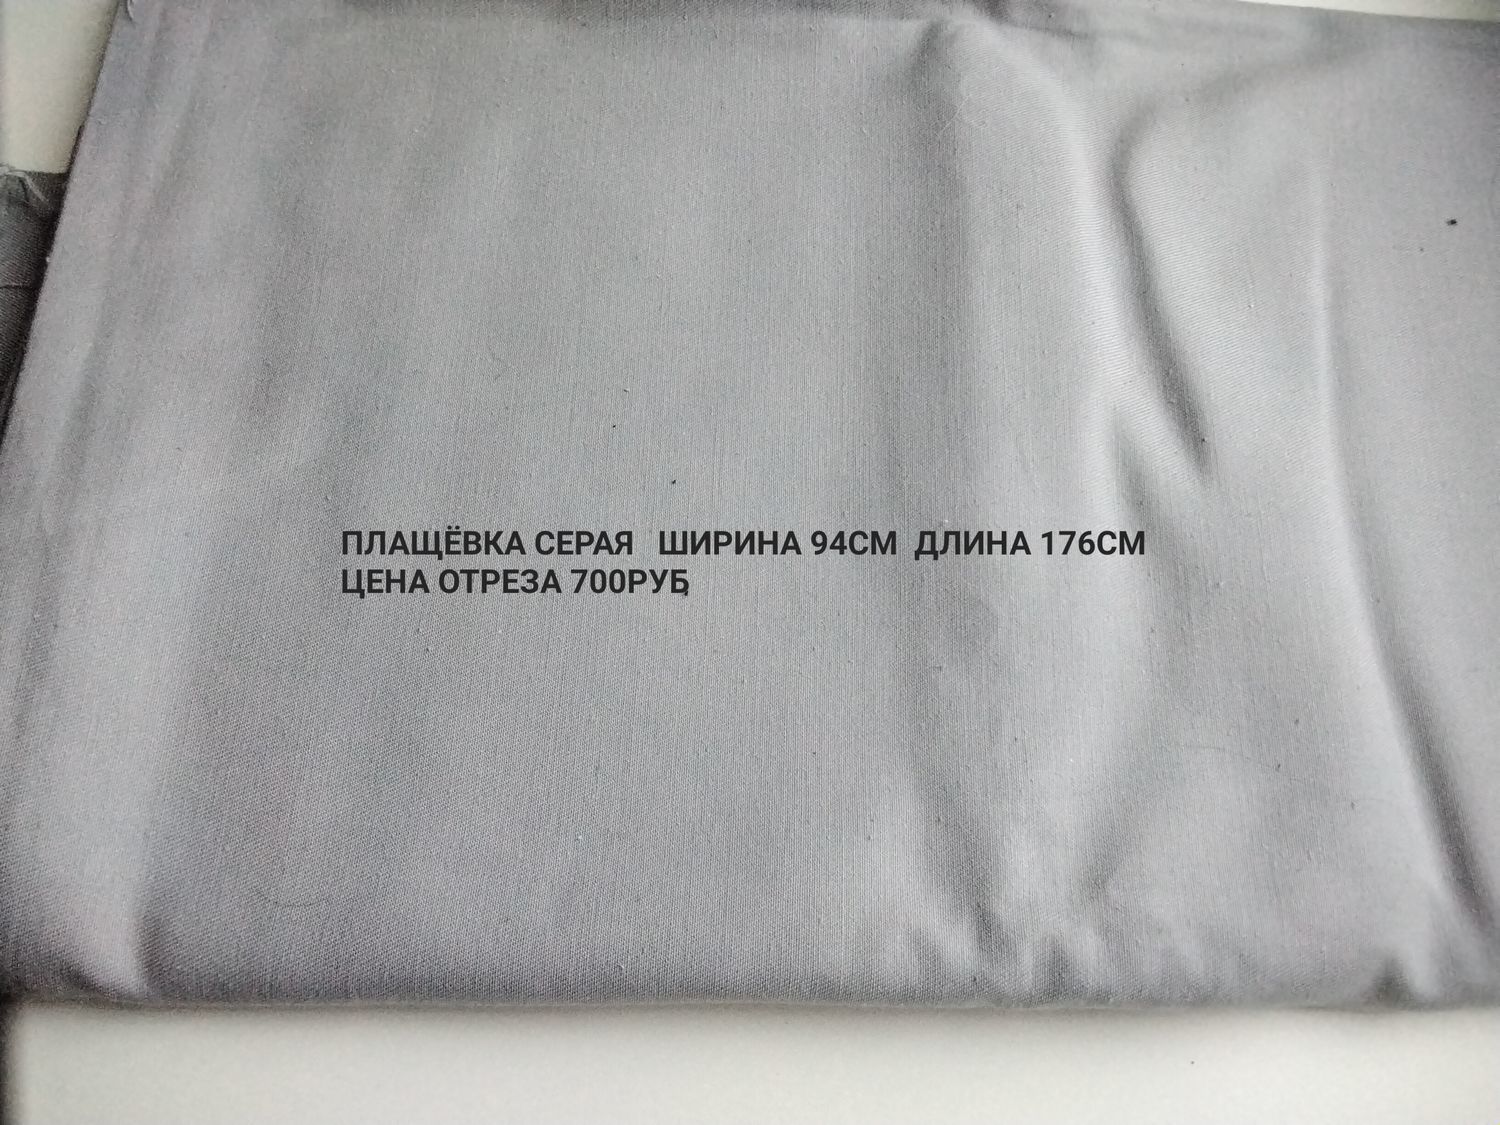 ПЛАЩЁВКА СЕРАЯ ШИРИНА 94СМ ДЛИНА 176СМ
ЦЕНА ОТРЕЗА 700РУБ